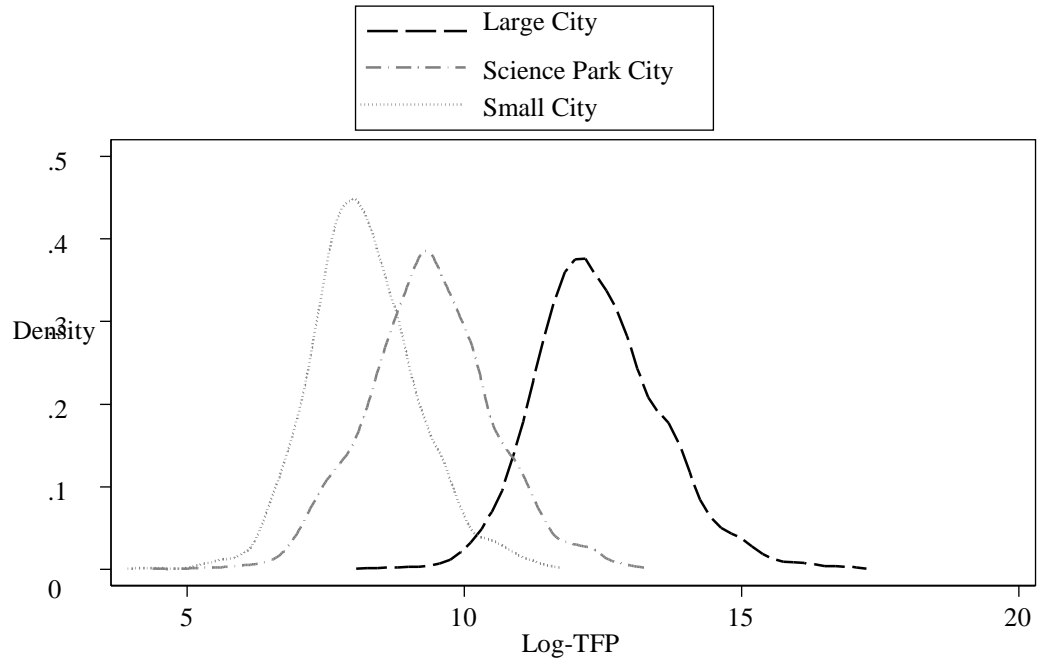 Large City
Science Park City
Small City
.5
.4
.3
Density
.2
.1
0
5 10 15 20
Log-TFP